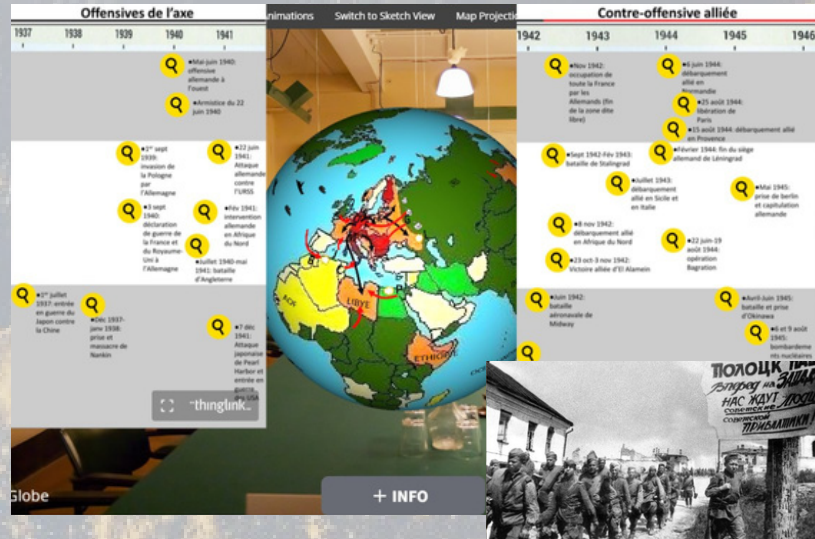 Offensives de l'axe
1937 1938 1939 1940 1941
•Mai-juin 1940:
offensive
allemande à
l'ouest
•Armistice du 22
juin 1940
•1er sept
1939:
invasion de
la Pologne
par
l'Allemagne
•22 juin
1941:
Attaque
allemande
contre
l'URSS
•3 sept
1940:
déclaration
de guerre de
la France et
du Royaume-
Uni à
l'Allemagne
•Fév 1941:
intervention
allemande
en Afrique
du Nord
•Juillet 1940-mai
1941: bataille
d'Angleterre
•1er juillet
1937: entrée
en guerre du
Japon contre
la Chine
•Déc 1937-
janv 1938:
prise et
massacre de
Nankin
•7 déc
1941:
Attaque
japonaise
de Pearl
Harbor et
entrée en
guerre
des USA
thinglink..
nimations Switch to Sketch View Map Projectio
AOF
LIBYE
ETHIOPIE
Globe
+ INFO
Contre-offensive alliée
1942 1943 1944 1945 1946
•Nov 1942:
occupation de
toute la France
par les
Allemands (fin
de la zone dite
libre)
•6 juin 1944:
débarquement
allié en
Normandie
•25 août 1944:
libération de
Paris
•15 août 1944: débarquement allié
en Provence
•Sept 1942-Fév 1943:
bataille de Stalingrad
•Février 1944: fin du siège
allemand de Léningrad
•Juillet 1943:
débarquement
allié en Sicile et
en Italie
•Mai 1945:
prise de berlin
et capitulation
allemande
•8 nov 1942:
débarquement allié
en Afrique du Nord
•22 juin-19
août 1944:
opération
Bagration
•23 oct-3 nov 1942:
Victoire alliée d'El Alamein
•Juin 1942:
bataille
aéronavale de
Midway
•Avril-Juin 1945:
bataille et prise
d'Okinawa
•6 et 9 août
1945:
bombardeme
nts nucléaires
ПОЛОЦК НАШ
Вперед на ЗАПАД
НАС ЖДУТ ЛЮДИ
СОВЕТСКИЕ
СОВЕТСКОЙ
ПРИБАЛТИКИ!